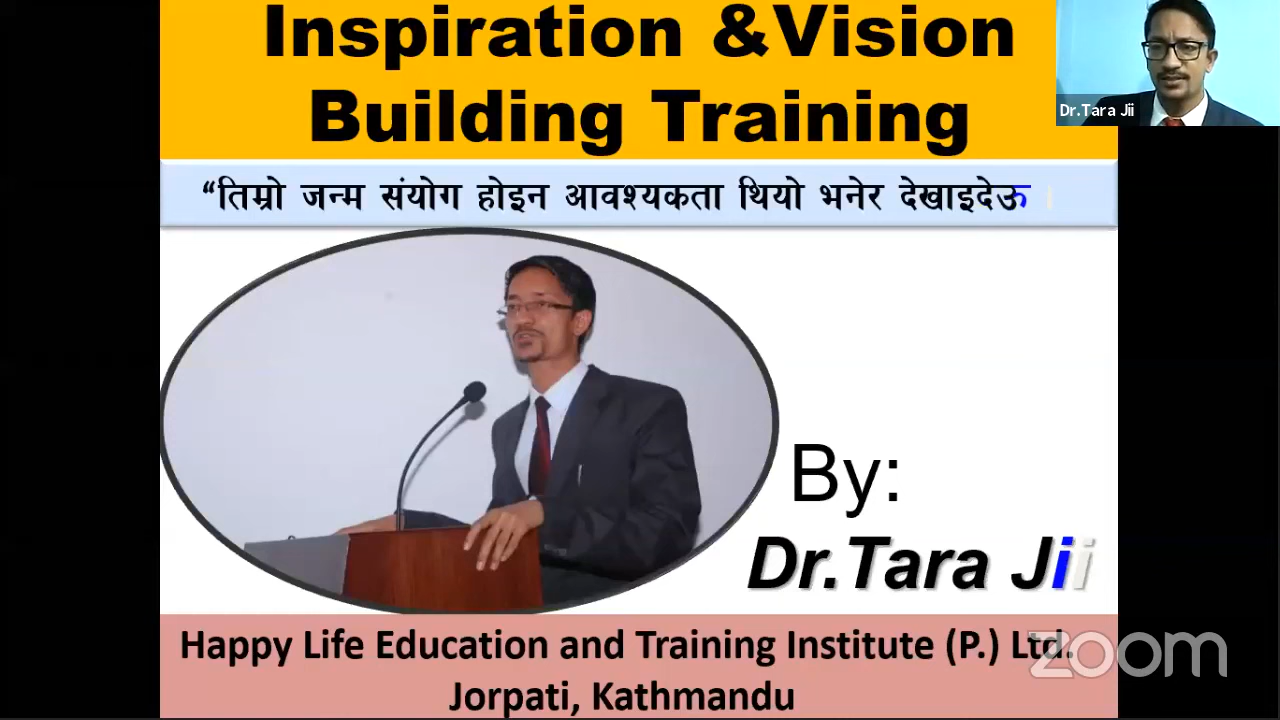 Inspiration &Vision
Building Training
Dr.Tara Jii
“तिम्रो जन्म संयोग होइन आवश्यकता थियो भनेर देखाइदेऊ ।
By:
Dr.Tara Jii
Happy Life Education and Training Institute (P.) Ltd.
Jorpati, Kathmandu
zoom